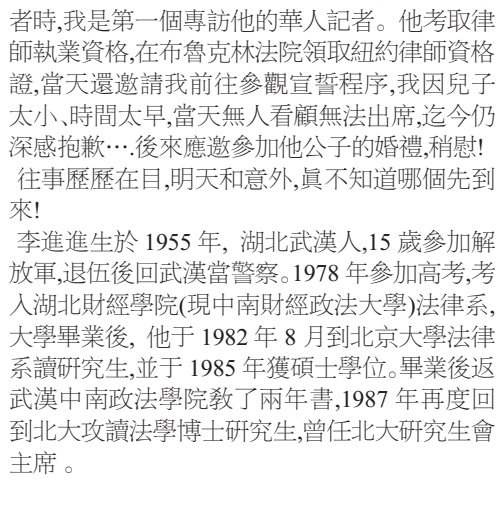 者時,我是第一個專訪他的華人記者。他考取律
師執業資格,在布魯克林法院領取紐約律師資格
證,當天還邀請我前往參觀宣誓程序,我因兒子
太小、時間太早,當天無人看顧無法出席,迄今仍
深感抱歉….後來應邀參加他公子的婚禮,稍慰!
往事歷歷在目,明天和意外,眞不知道哪個先到
來!
李進進生於 1955 年, 湖北武漢人,15 歲參加解
放軍,退伍後回武漢當警察。1978 年參加高考,考
入湖北財經學院(現中南財經政法大學)法律系,
大學畢業後, 他于 1982 年 8 月到北京大學法律
系讀硏究生,並于 1985 年獲碩士學位。畢業後返
武漢中南政法學院敎了兩年書,1987 年再度回
到北大攻讀法學博士硏究生,曾任北大硏究生會
主席 。